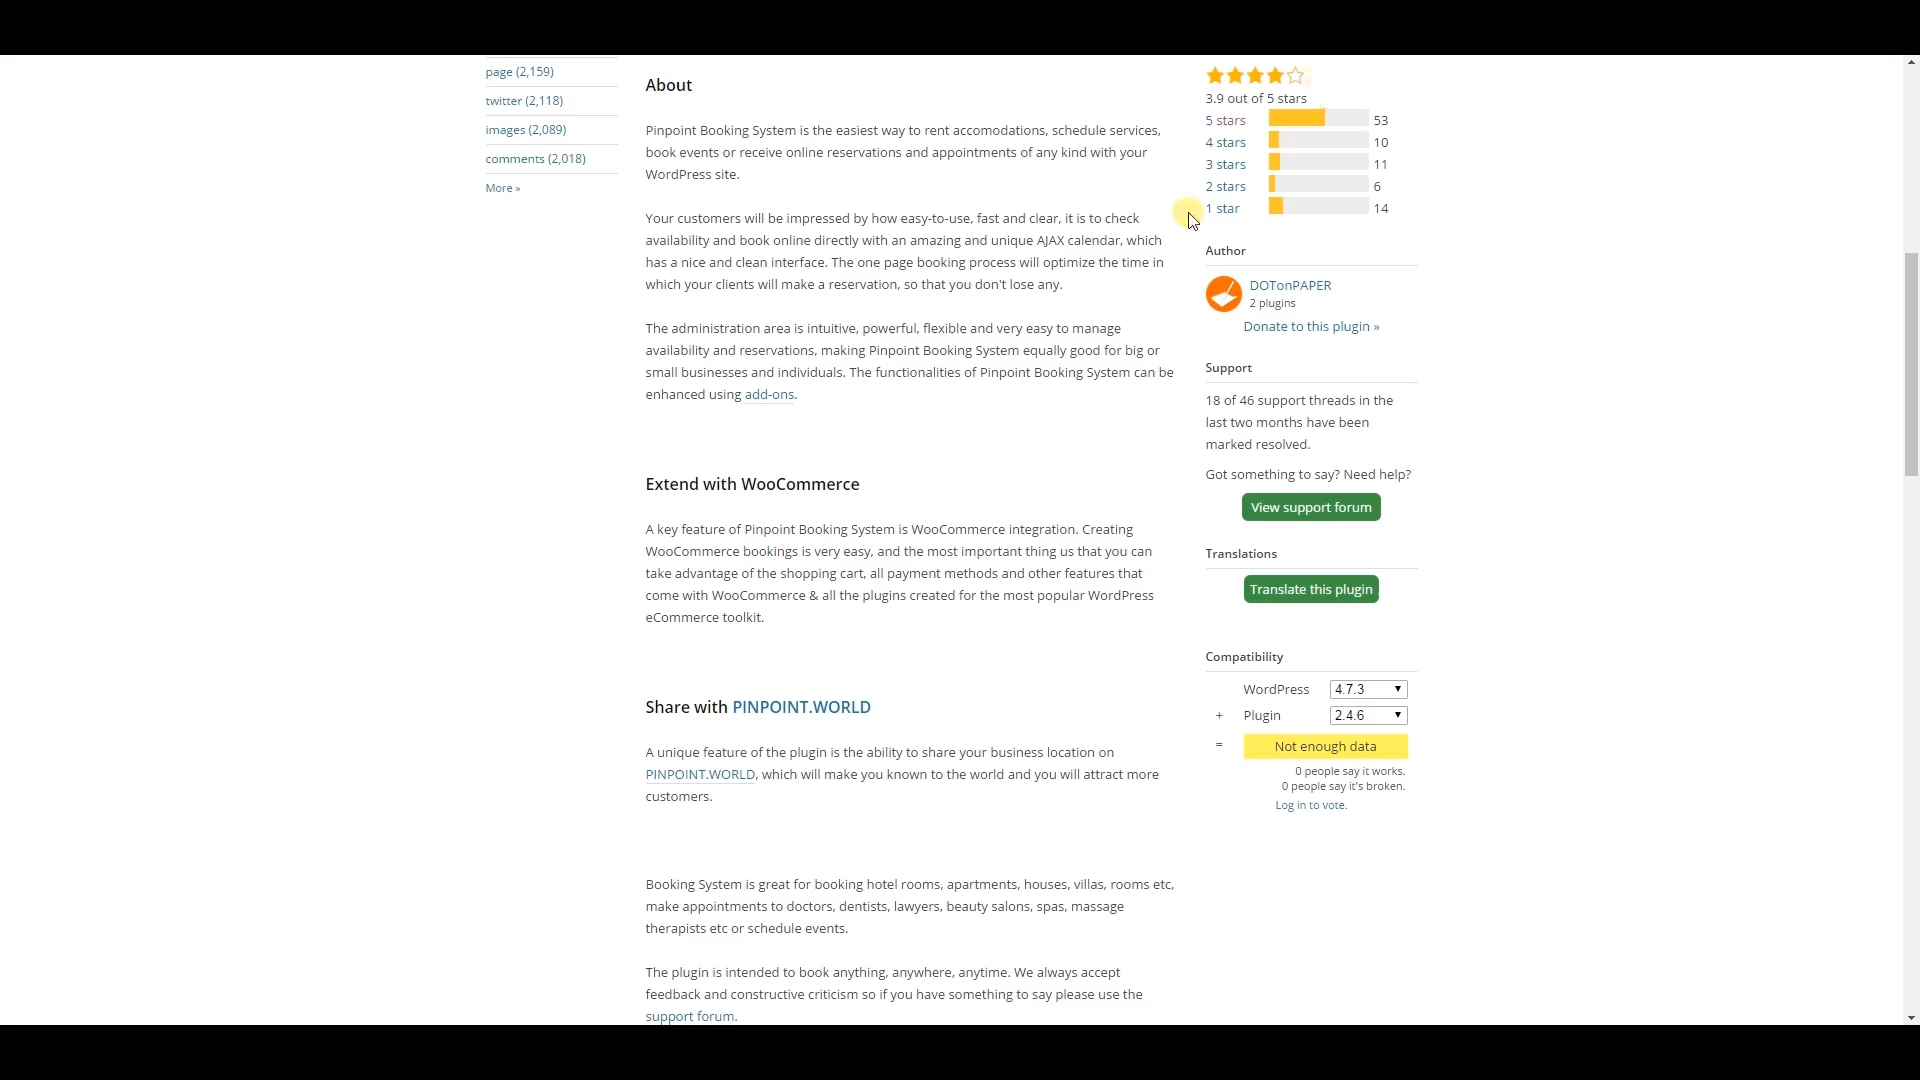 page (2,159)
twitter (2,118)
images (2,089)
comments (2,018)
More »
About
Pinpoint Booking System is the easiest way to rent accomodations, schedule services,
book events or receive online reservations and appointments of any kind with your
WordPress site.
Your customers will be impressed by how easy-to-use, fast and clear, it is to check
availability and book online directly with an amazing and unique AJAX calendar, which
has a nice and clean interface. The one page booking process will optimize the time in
which your clients will make a reservation, so that you don't lose any.
The administration area is intuitive, powerful, flexible and very easy to manage
availability and reservations, making Pinpoint Booking System equally good for big or
small businesses and individuals. The functionalities of Pinpoint Booking System can be
enhanced using add-ons.
Extend with WooCommerce
A key feature of Pinpoint Booking System is WooCommerce integration. Creating
WooCommerce bookings is very easy, and the most important thing us that you can
take advantage of the shopping cart, all payment methods and other features that
come with WooCommerce & all the plugins created for the most popular WordPress
eCommerce toolkit.
Share with PINPOINT.WORLD
A unique feature of the plugin is the ability to share your business location on
PINPOINT.WORLD, which will make you known to the world and you will attract more
customers.
Booking System is great for booking hotel rooms, apartments, houses, villas, rooms etc,
make appointments to doctors, dentists, lawyers, beauty salons, spas, massage
therapists etc or schedule events.
The plugin is intended to book anything, anywhere, anytime. We always accept
feedback and constructive criticism so if you have something to say please use the
support forum.
3.9 out of 5 stars
5 stars 53
4 stars 10
3 stars 11
2 stars 6
1 star 14
Author
DOTonPAPER
2 plugins
Donate to this plugin »
Support
18 of 46 support threads in the
last two months have been
marked resolved.
Got something to say? Need help?
View support forum
Translations
Translate this plugin
Compatibility
WordPress 4.7.3
+ Plugin 2.4.6
= Not enough data
0 people say it works.
0 people say it's broken.
Log in to vote.